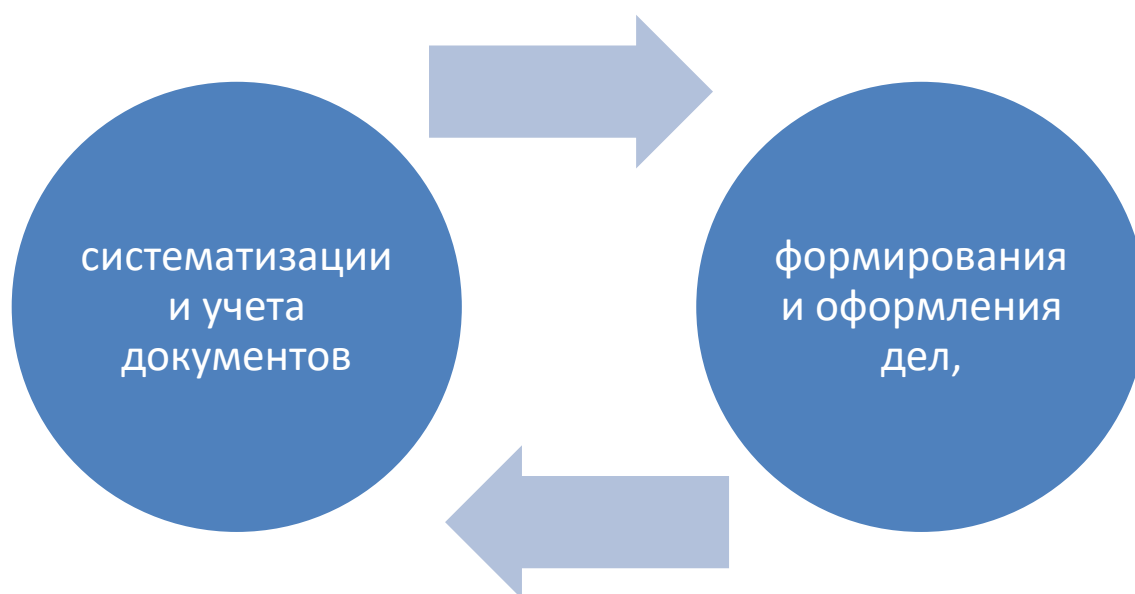 систематизации
и учета
документов
формирования
и оформления
дел,